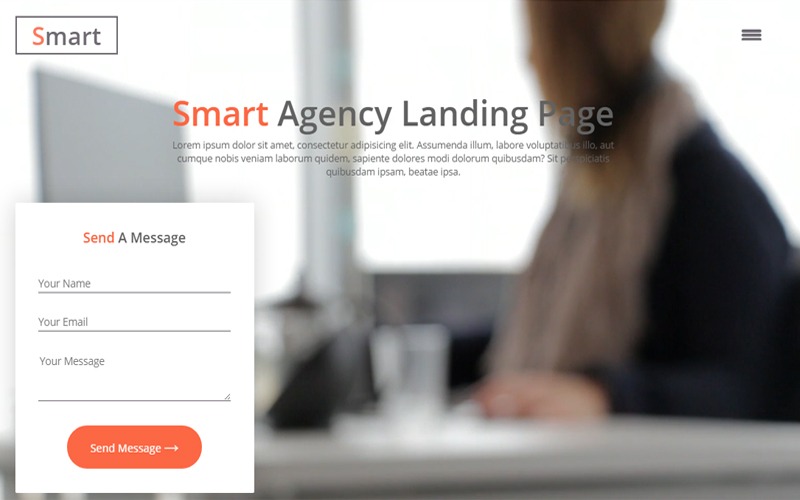 Smart
Smart Agency Landing Page
Lorem ipsum dolor sit amet, consectetur adipisicing elit. Assumenda illum, labore voluptatibus illo, aut
cumque nobis veniam laborum quidem, sapiente dolores modi dolorum quibusdam? Sit perspiciatis
quibusdam ipsam, beatae ipsa.
Send A Message
Your Name
Your Email
Your Message
Send Message →